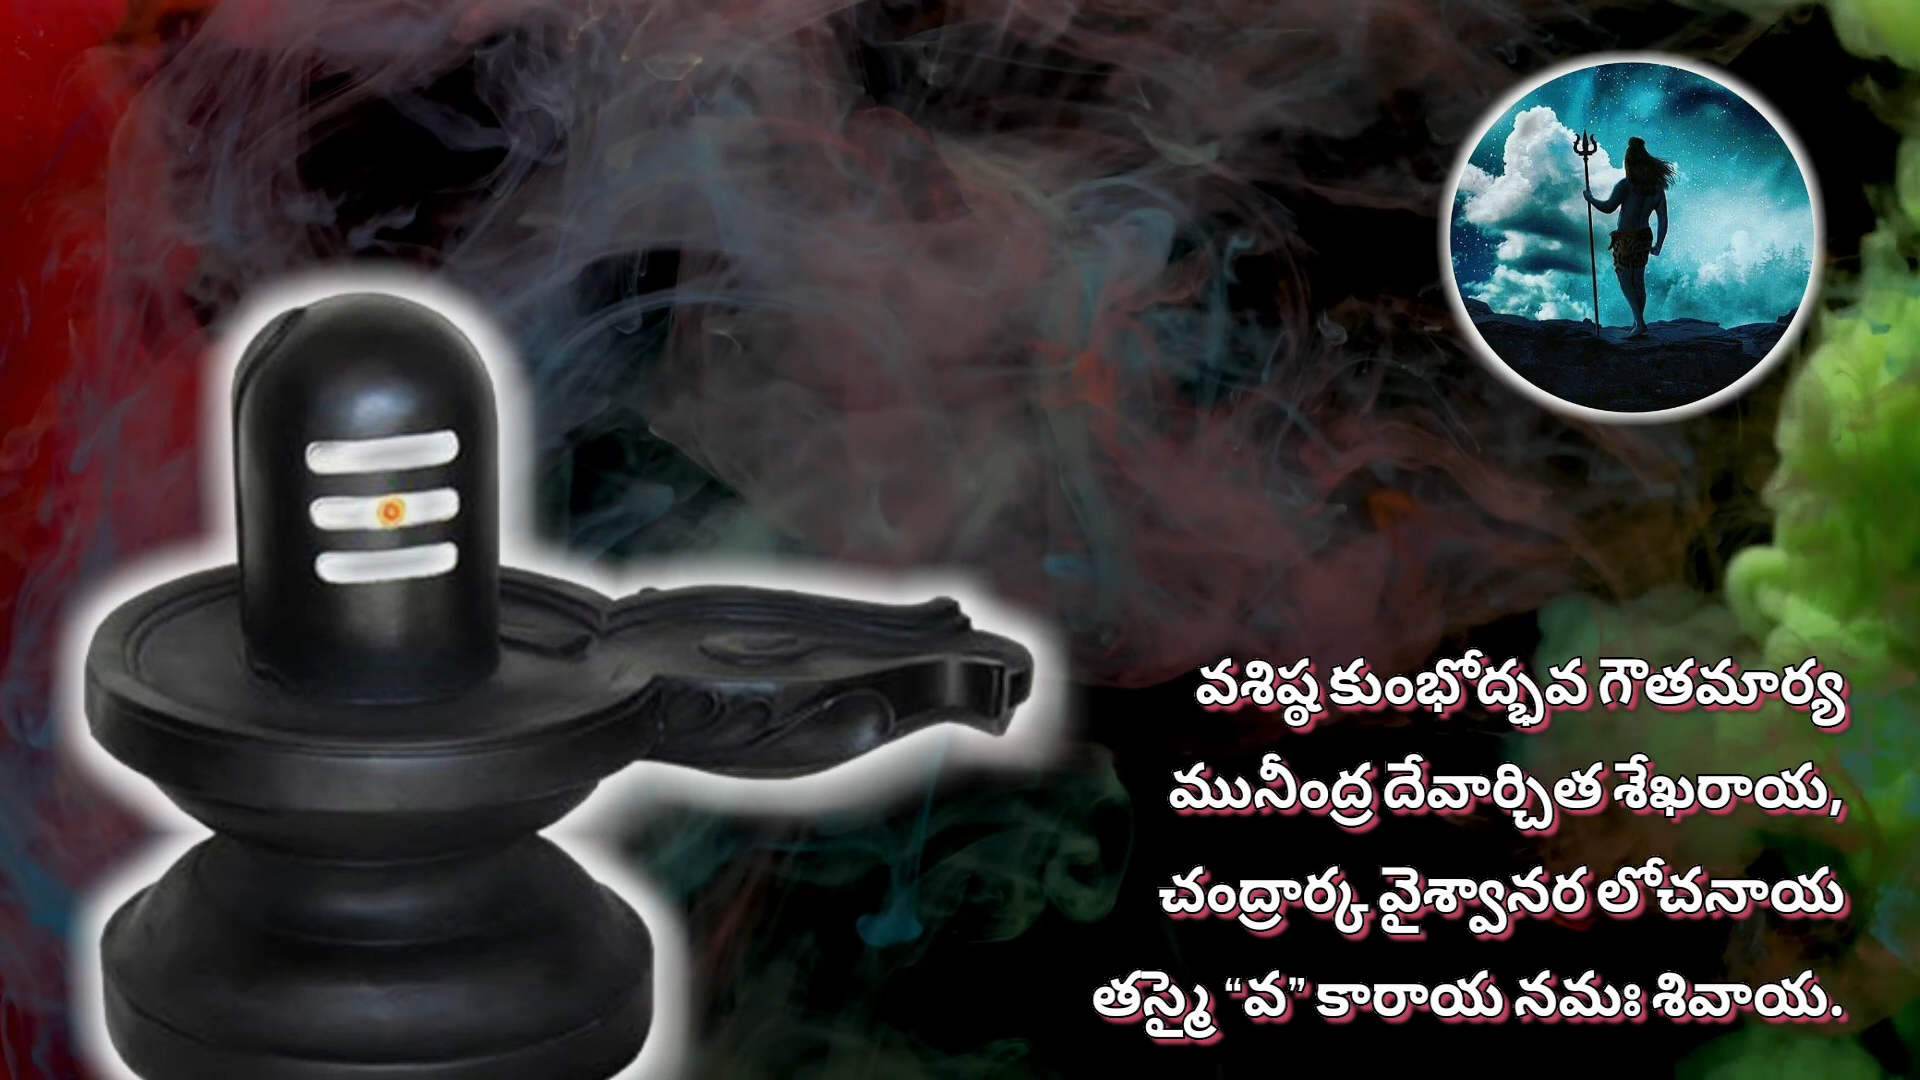 వశిష్ఠ కుంభోద్భవ గౌతమార్య
మునీంద్ర దేవార్చిత శేఖరాయ,
చంద్రార్క వైశ్వానర లోచనాయ
తస్మై “వ” కారాయ నమః శివాయ.